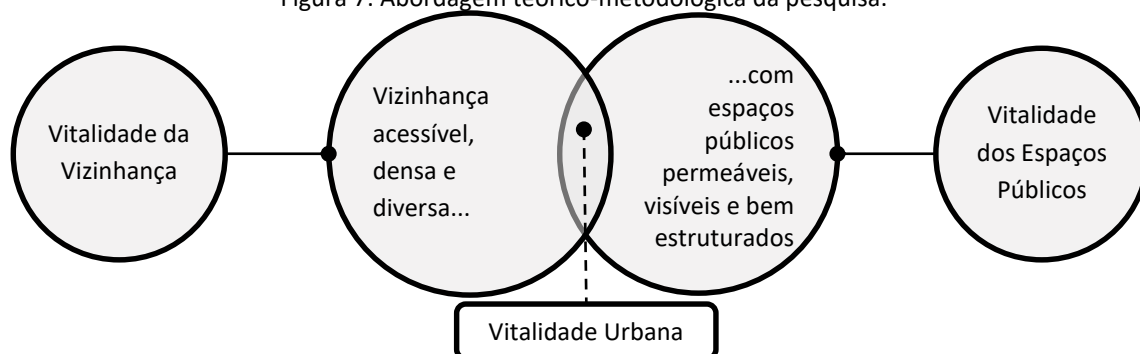 Figura 7: Abordagem teórico-metodológica da pesquisa.
Vitalidade da
Vizinhança
Vizinhança
acessível,
densa e
diversa...
...com
espaços
públicos
permeáveis,
visíveis e bem
estruturados
Vitalidade
dos Espaços
Públicos
Vitalidade Urbana